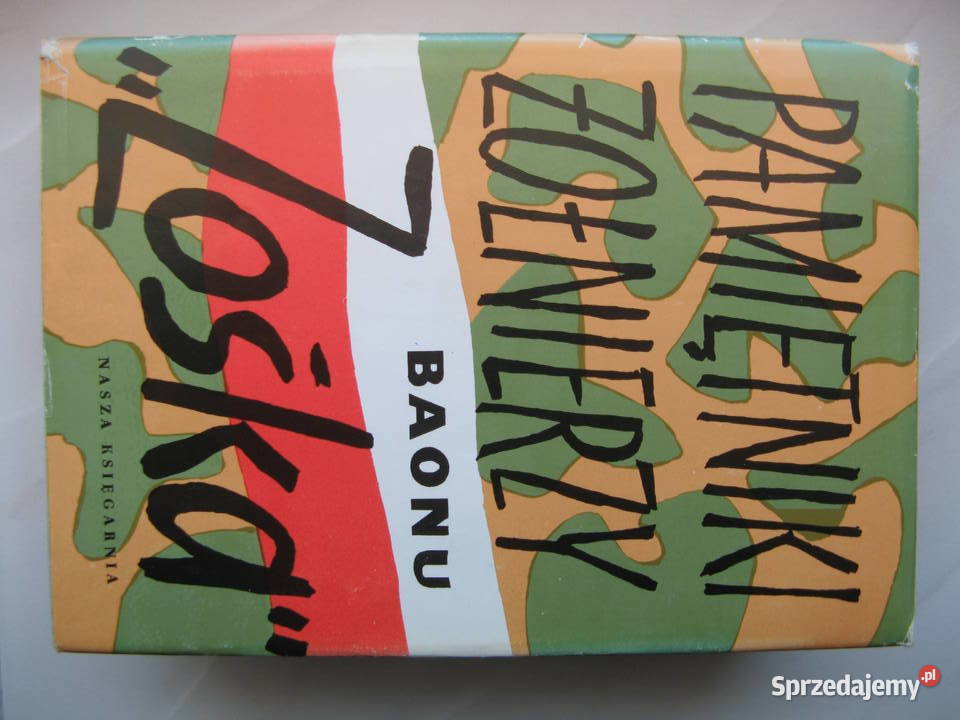 PAMIĘTNIKI
ŻOŁNIERZY
BAONU
"Zośka"
NASZA KSIĘGARNIA
Sprzedajemy.pl